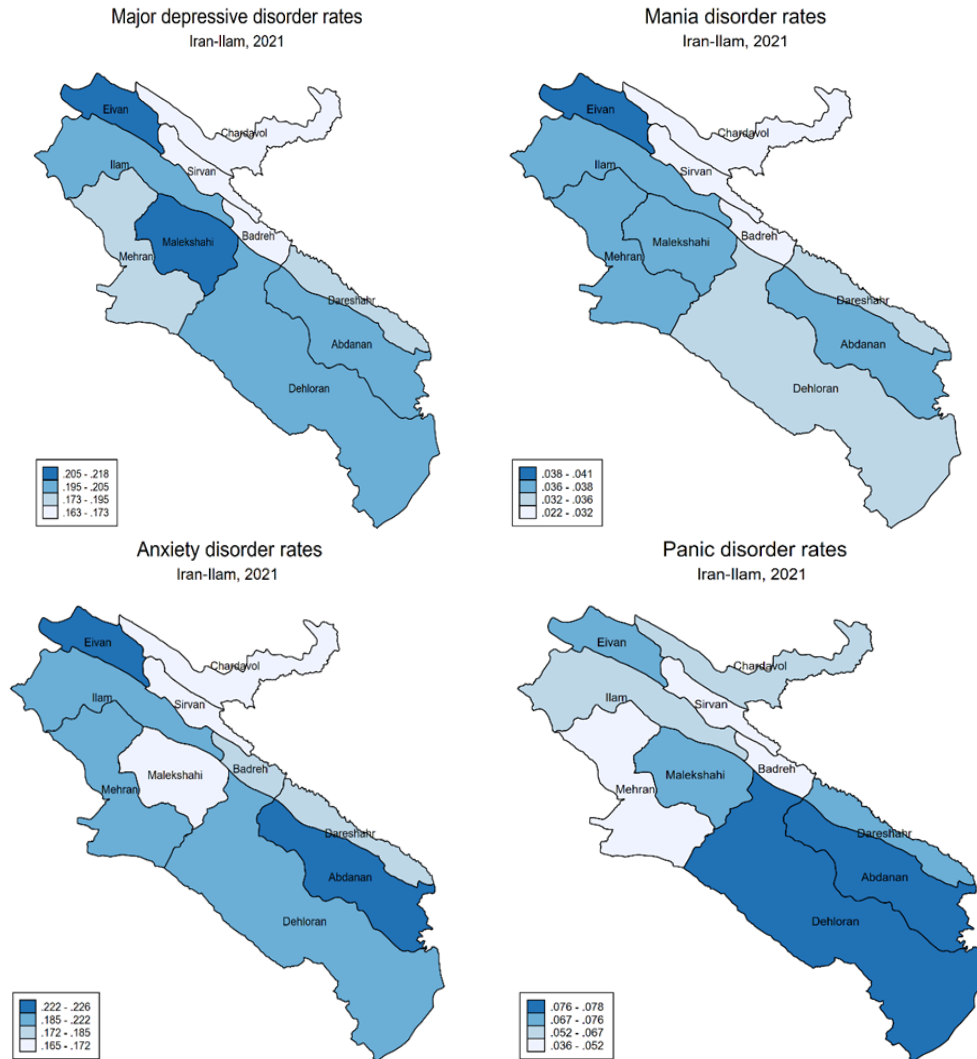 Major depressive disorder rates
Iran-Ilam, 2021
Eivan
Chardavol
Ilam
Sirvan
Badreh
Malekshahi
Mehran
Dareshahr
Abdanan
Dehloran
.205 - .218
.195 - .205
.173 - .195
.163 - .173
Mania disorder rates
Iran-Ilam, 2021
Eivan
Chardavol
Ilam
Sirvan
Badreh
Malekshahi
Mehran
Dareshahr
Abdanan
Dehloran
.038 - .041
.036 - .038
.032 - .036
.022 - .032
Anxiety disorder rates
Iran-Ilam, 2021
Eivan
Chardavol
Ilam
Sirvan
Badreh
Malekshahi
Mehran
Dareshahr
Abdanan
Dehloran
.222 - .226
.185 - .222
.172 - .185
.165 - .172
Panic disorder rates
Iran-Ilam, 2021
Eivan
Chardavol
Ilam
Sirvan
Badreh
Malekshahi
Mehran
Dareshahr
Abdanan
Dehloran
.076 - .078
.067 - .076
.052 - .067
.036 - .052